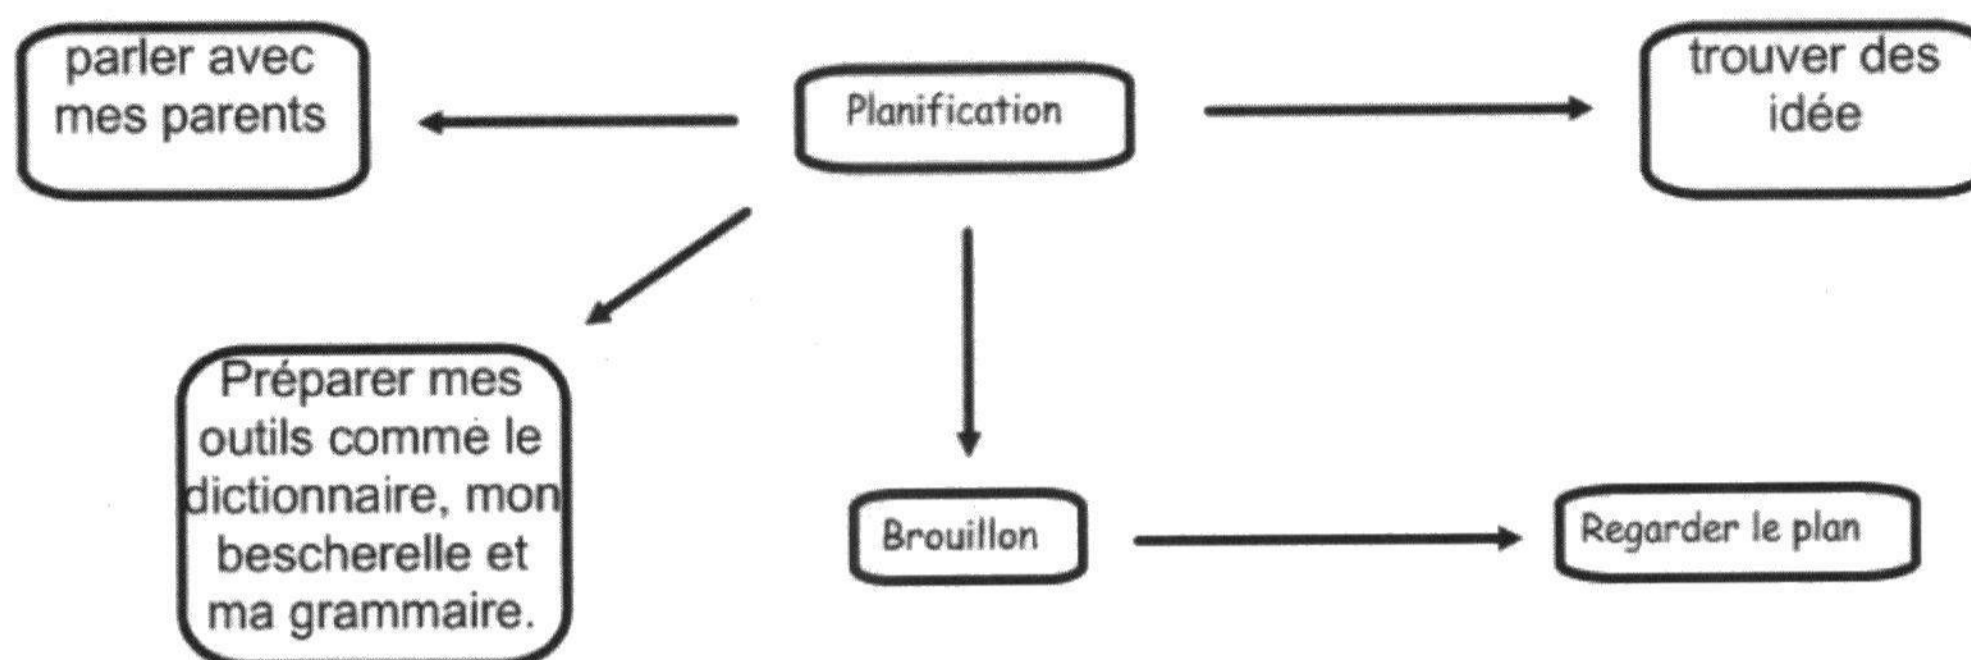 parler avec
mes parents
Planification
trouver des
idée
Préparer mes
outils comme le
dictionnaire, mon
bescherelle et
ma grammaire.
Brouillon
Regarder le plan